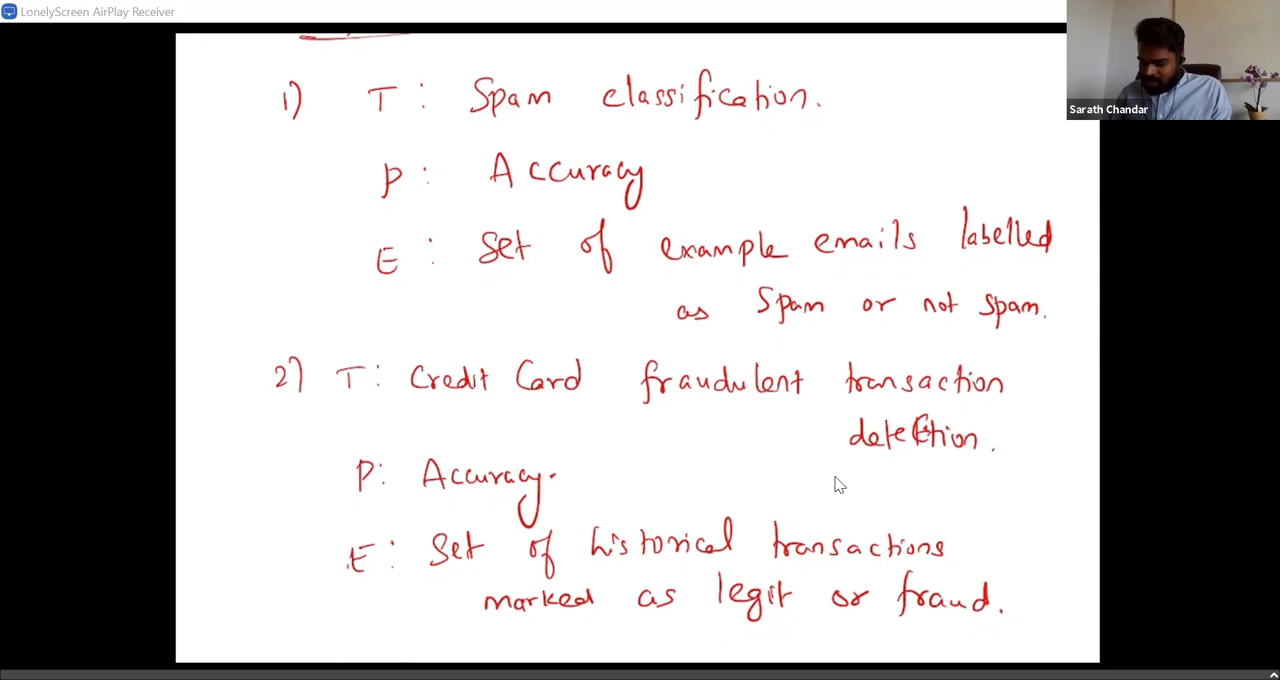 LonelyScreen AirPlay Receiver
Sarath Chandar
1) T: Spam classification.
P: Accuracy
E: Set of example emails labelled
as Spam or not spam.
2) T: Credit Card fraudulent transaction
detection.
P: Accuracy.
E: Set of historical transactions
marked as legit or fraud.